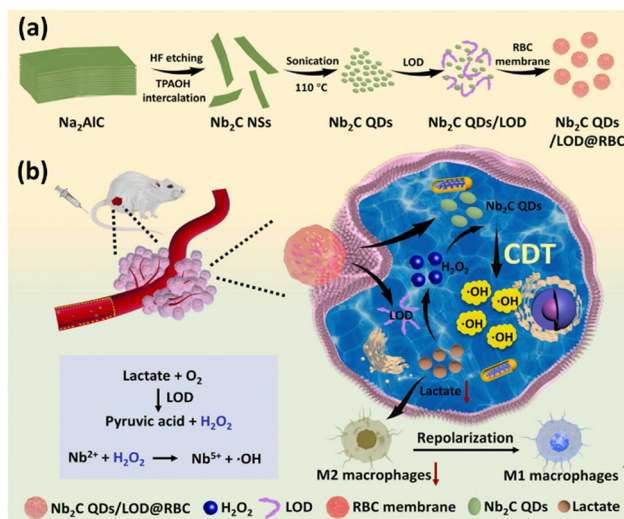 (a)
HF etching
TPAOH
intercalation
Sonication
110 °C
LOD
RBC
membrane
Na₂AlC
Nb₂C NSs
Nb₂C QDs
Nb₂C QDs/LOD
Nb₂C QDs
/LOD@RBC
(b)
Nb₂C QDs
H₂O₂
CDT
LOD
·OH
·OH
·OH
·OH
Lactate
Lactate + O₂
LOD
Pyruvic acid + H₂O₂
Nb²⁺ + H₂O₂ → Nb⁵⁺ + ·OH
Repolarization
M2 macrophages
M1 macrophages
Nb₂C QDs/LOD@RBC
H₂O₂
LOD
RBC membrane
Nb₂C QDs
Lactate